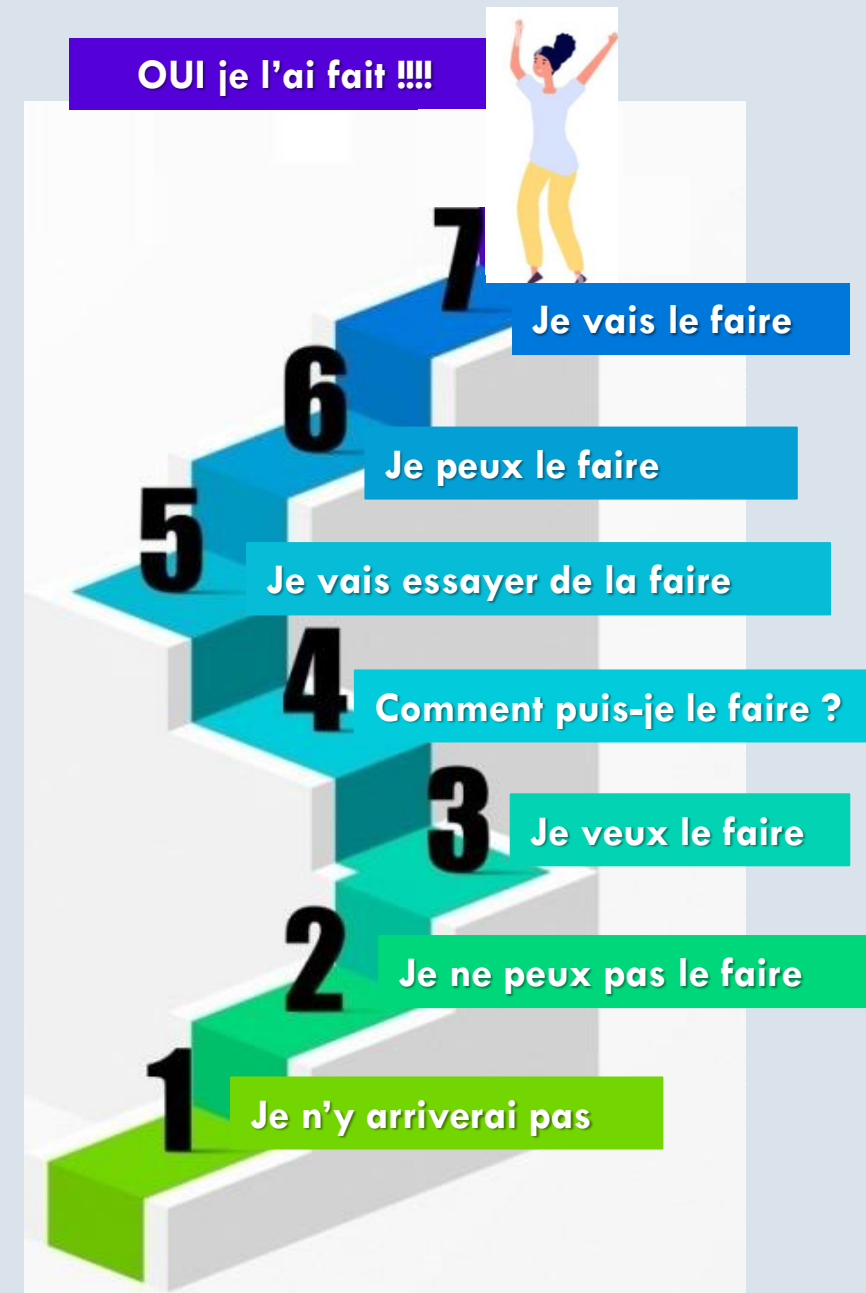 OUI je l'ai fait !!!!
7
Je vais le faire
6
Je peux le faire
5
Je vais essayer de la faire
4
Comment puis-je le faire ?
3
Je veux le faire
2
Je ne peux pas le faire
1
Je n'y arriverai pas